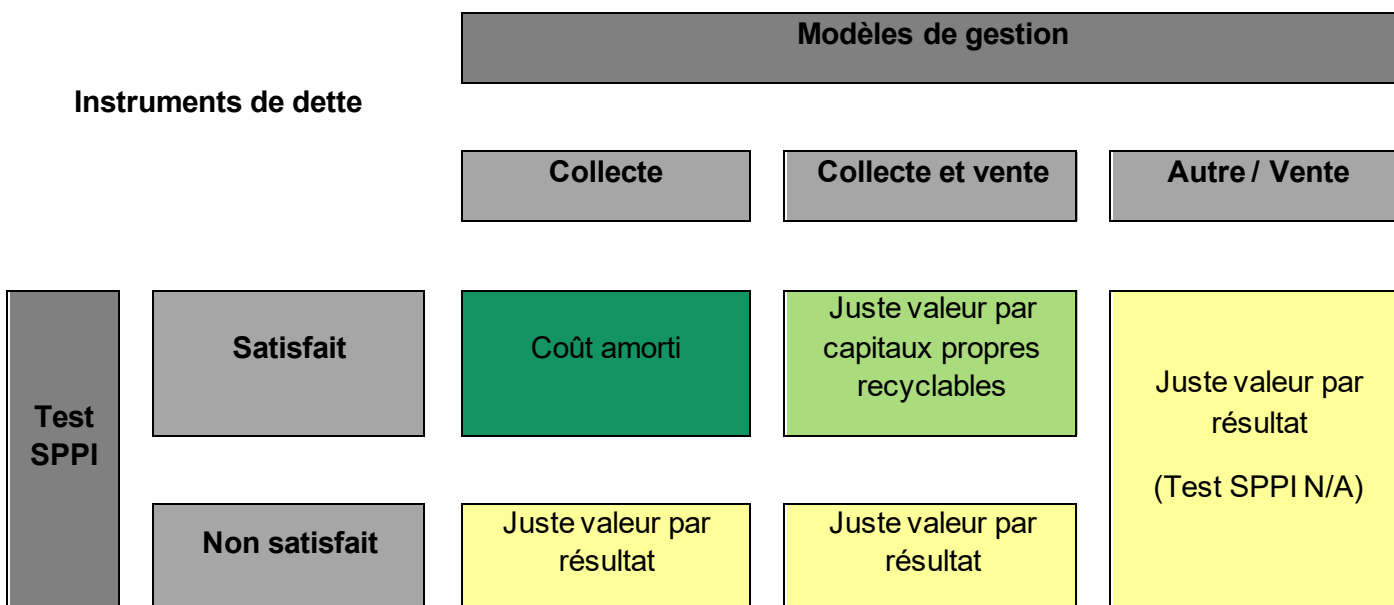 Modèles de gestion
Instruments de dette
Collecte
Collecte et vente
Autre / Vente
Test
SPPI
Satisfait
Coût amorti
Juste valeur par
capitaux propres
recyclables
Juste valeur par
résultat
(Test SPPI N/A)
Non satisfait
Juste valeur par
résultat
Juste valeur par
résultat